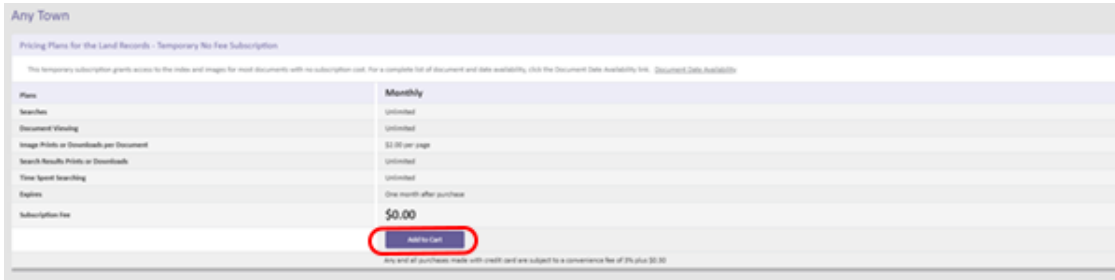 Any Town
Pricing Plans for the Land Records - Temporary No Fee Subscription
This temporary subscription grants access to the index and images for most documents with no subscription cost. For a complete list of document and date availability, click the Document Date Availability link. Document Date Availability
Plans Monthly
Searches Unlimited
Document Viewing Unlimited
Image Prints or Downloads per Document per page
Search Results Prints or Downloads Unlimited
Time Spent Searching Unlimited
Expires One month after purchase
Subscription Fee $0.00
Add to Cart
Any and all purchases made with credit card are subject to a convenience fee of 3% plus $0.30